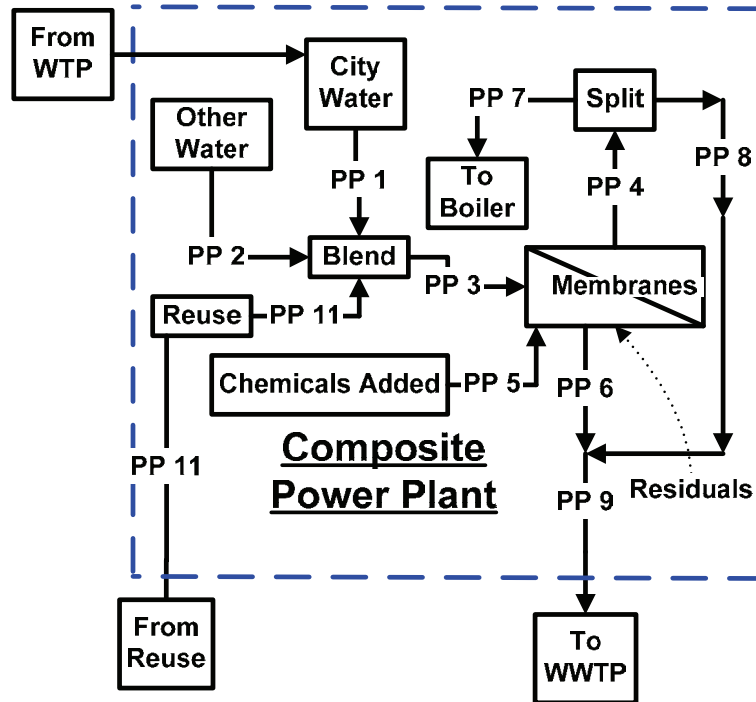 From
WTP
City
Water
Other
Water
PP 1
PP 2
Blend
PP 3
Reuse
PP 11
PP 11
Chemicals Added
PP 5
PP 7
Split
PP 8
To
Boiler
PP 4
Membranes
PP 6
Composite
Power Plant
PP 9
Residuals
From
Reuse
To
WWTP